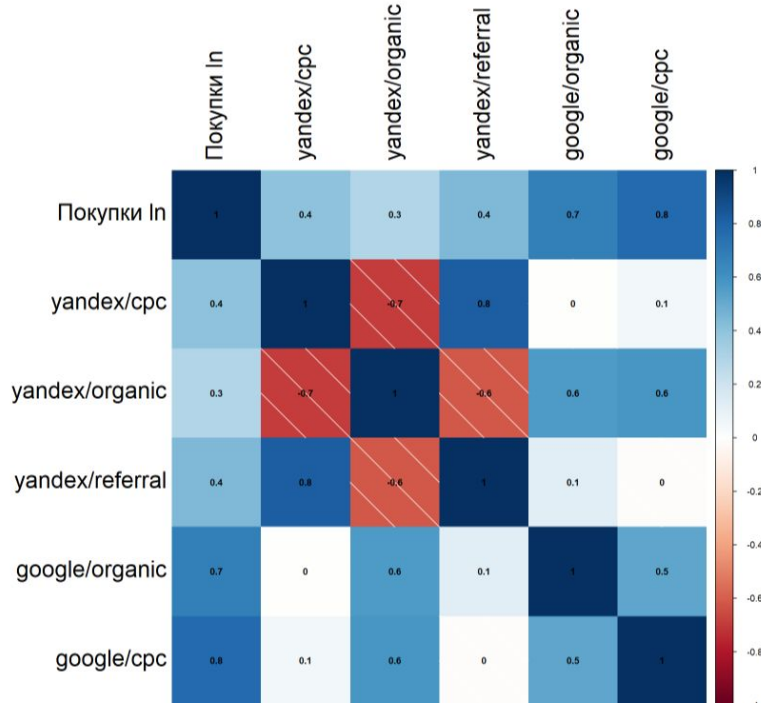 Покупки ln
yandex/cpc
yandex/organic
yandex/referral
google/organic
google/cpc
Покупки ln 1 0.4 0.3 0.4 0.7 0.8
yandex/cpc 0.4 1 -0.7 0.8 0 0.1
yandex/organic 0.3 -0.7 1 -0.6 0.6 0.6
yandex/referral 0.4 0.8 -0.6 1 0.1 0
google/organic 0.7 0 0.6 0.1 1 0.5
google/cpc 0.8 0.1 0.6 0 0.5 1
1
0.8
0.6
0.4
0.2
0
-0.2
-0.4
-0.6
-0.8
-1